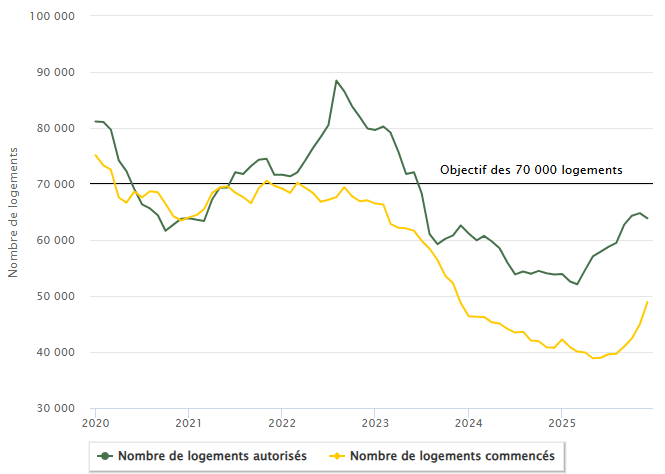 100 000
90 000
80 000
70 000
60 000
50 000
40 000
30 000
Nombre de logements
Objectif des 70 000 logements
2020 2021 2022 2023 2024 2025
Nombre de logements autorisés Nombre de logements commencés